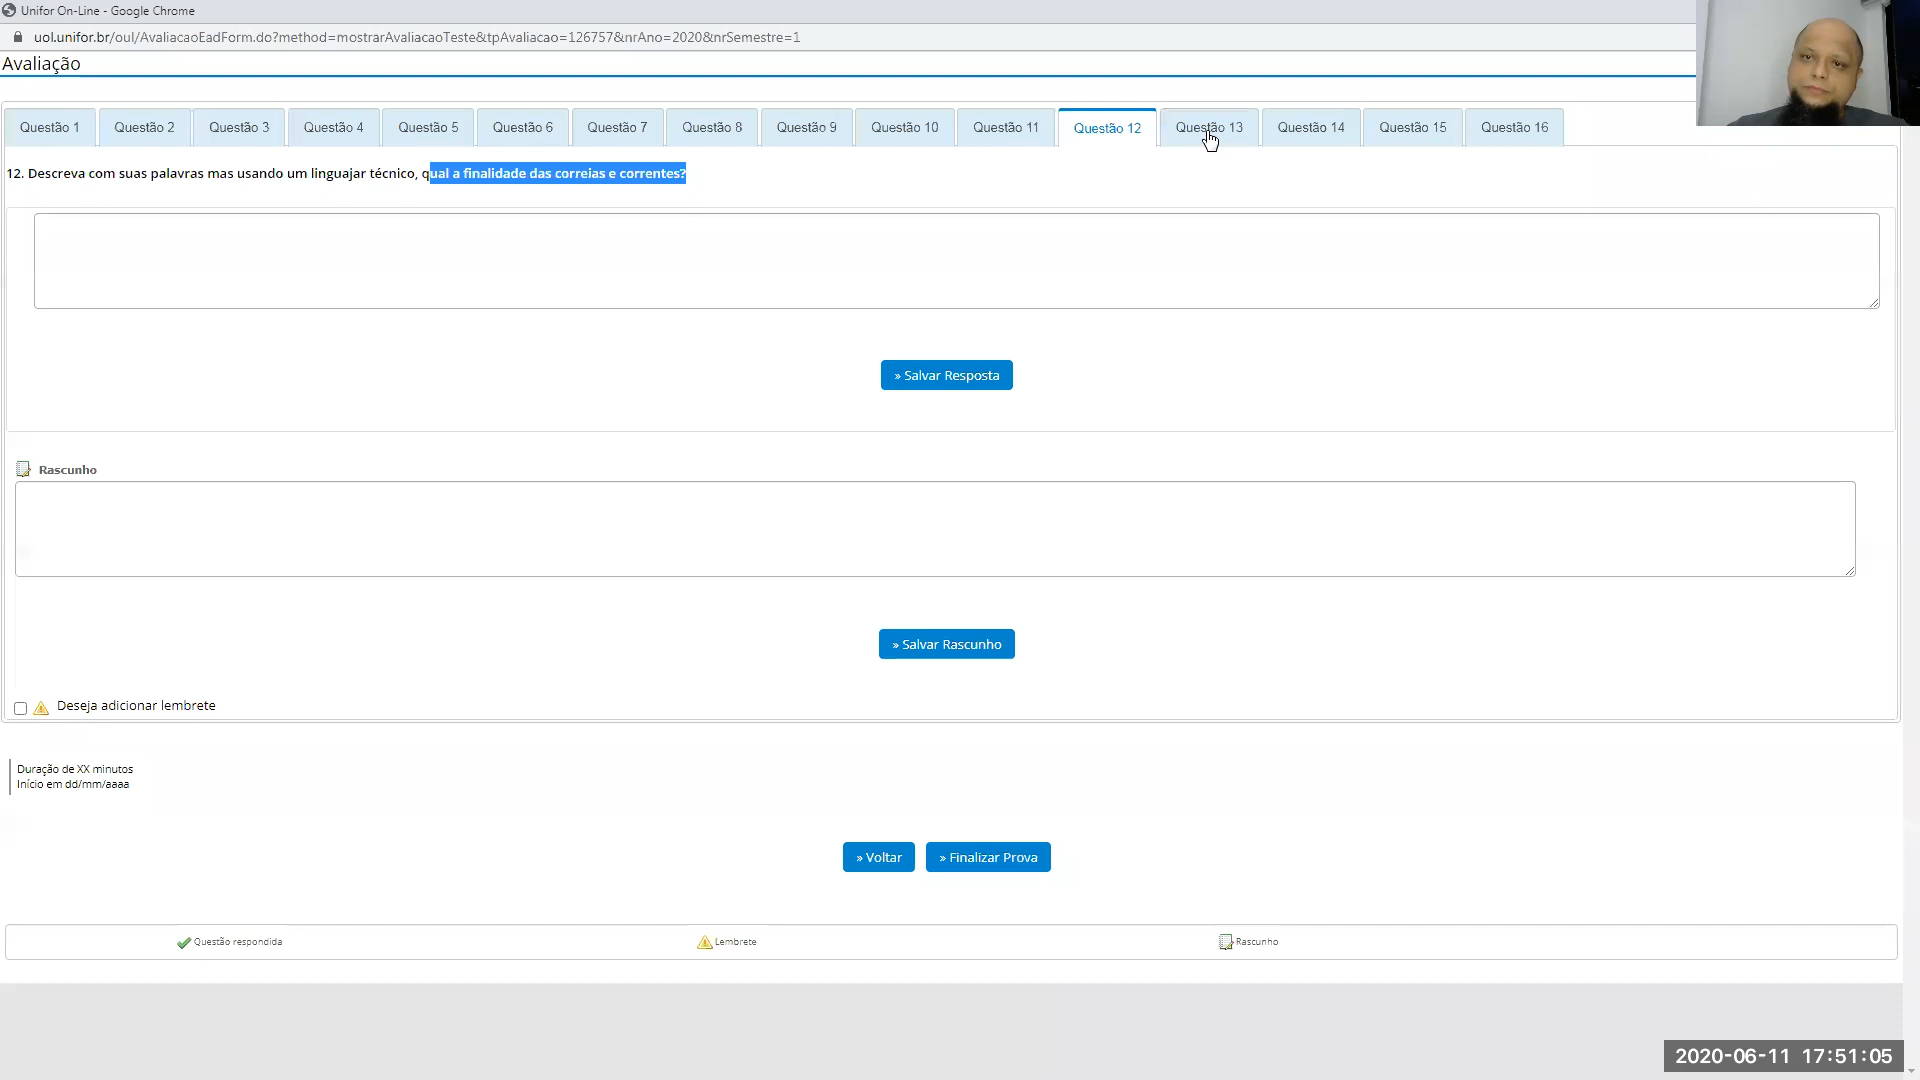 Unifor On-Line - Google Chrome
uol.unifor.br/oul/AvaliacaoEadForm.do?method=mostrarAvaliacaoTeste&tpAvaliacao=126757&nrAno=2020&nrSemestre=1
Avaliação
Questão 1 Questão 2 Questão 3 Questão 4 Questão 5 Questão 6 Questão 7 Questão 8 Questão 9 Questão 10 Questão 11 Questão 12 Questão 13 Questão 14 Questão 15 Questão 16
12. Descreva com suas palavras mas usando um linguajar técnico, qual a finalidade das correias e correntes?
» Salvar Resposta
Rascunho
» Salvar Rascunho
Deseja adicionar lembrete
Duração de XX minutos
Início em dd/mm/aaaa
» Voltar » Finalizar Prova
Questão respondida Lembrete Rascunho
2020-06-11 17:51:05